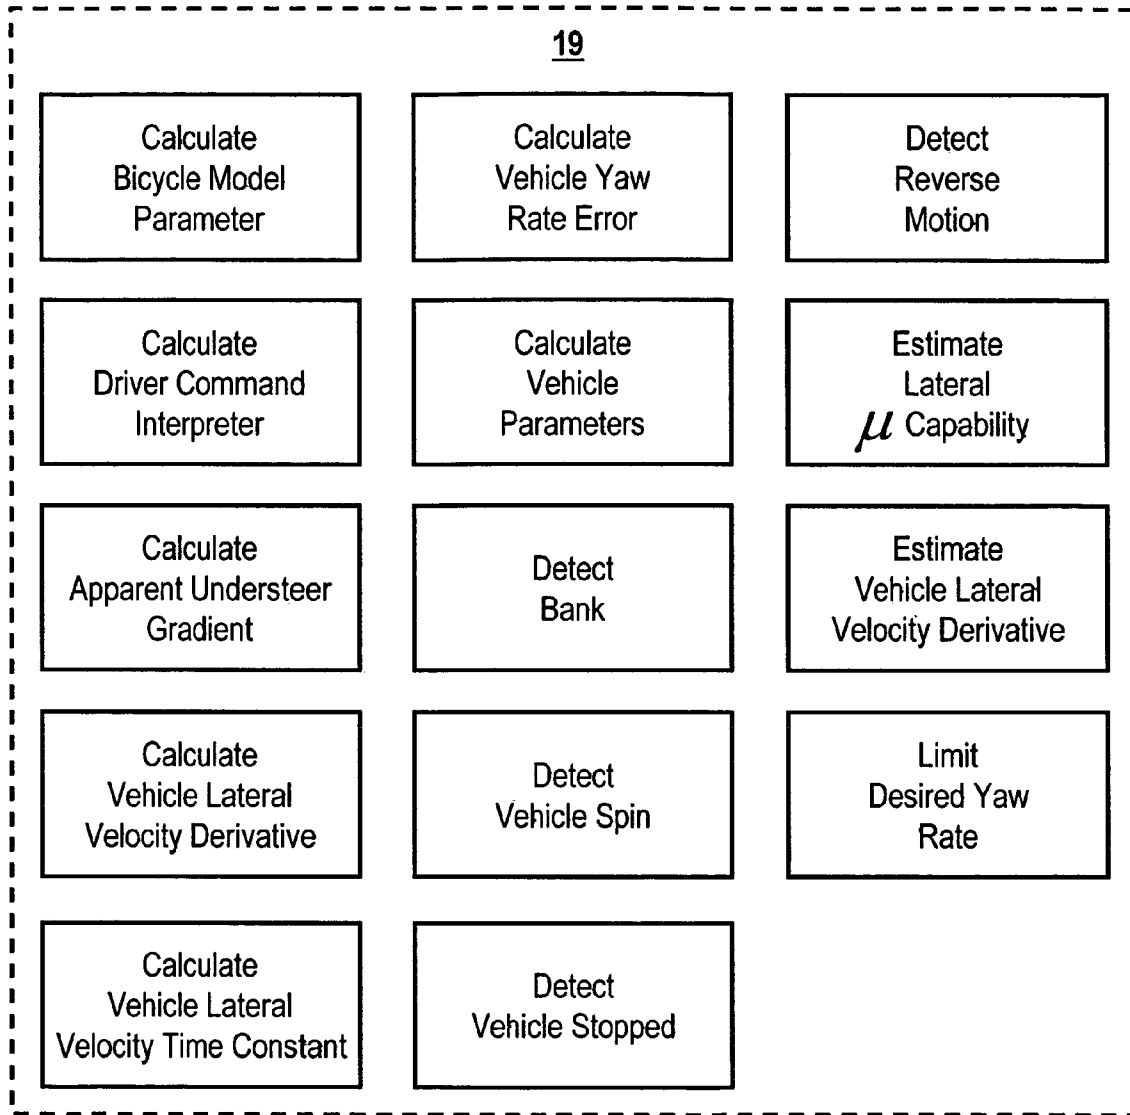 19
Calculate
Bicycle Model
Parameter
Calculate
Vehicle Yaw
Rate Error
Detect
Reverse
Motion
Calculate
Driver Command
Interpreter
Calculate
Vehicle
Parameters
Estimate
Lateral
μ Capability
Calculate
Apparent Understeer
Gradient
Detect
Bank
Estimate
Vehicle Lateral
Velocity Derivative
Calculate
Vehicle Lateral
Velocity Derivative
Detect
Vehicle Spin
Limit
Desired Yaw
Rate
Calculate
Vehicle Lateral
Velocity Time Constant
Detect
Vehicle Stopped